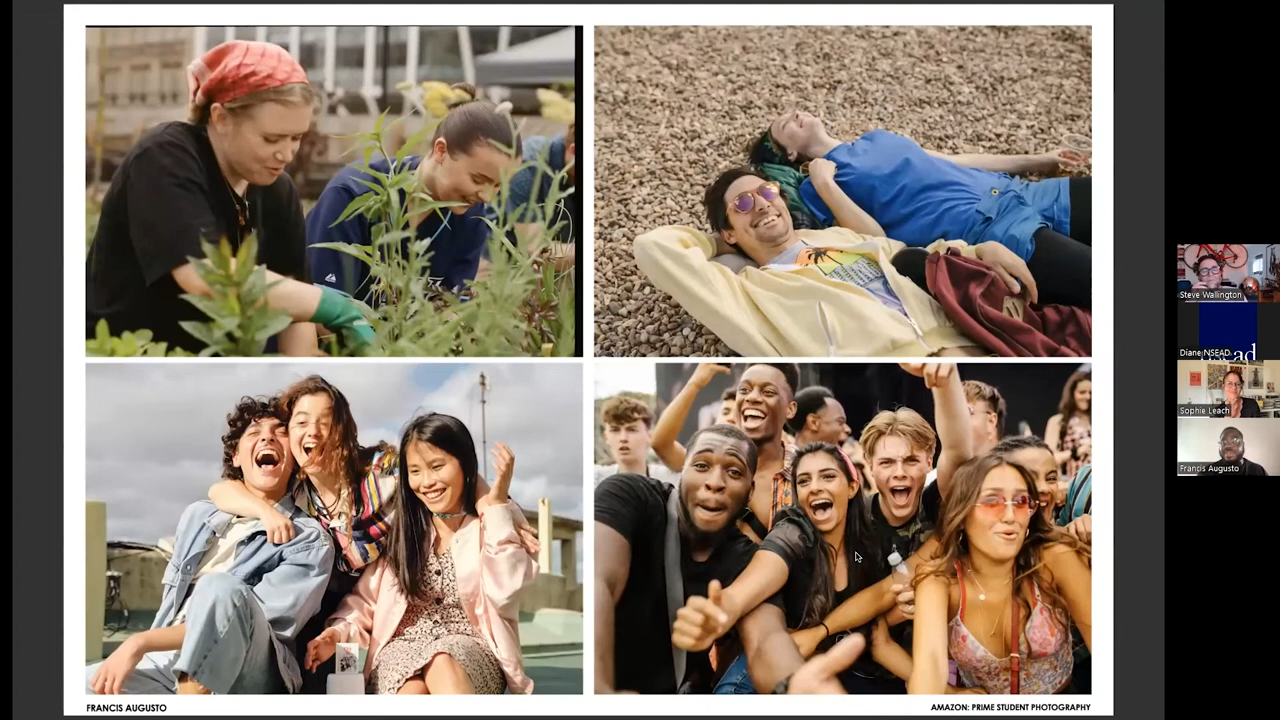 FRANCIS AUGUSTO
AMAZON: PRIME STUDENT PHOTOGRAPHY
Steve Wallington
Diane NSEAD
Sophie Leach
Francis Augusto